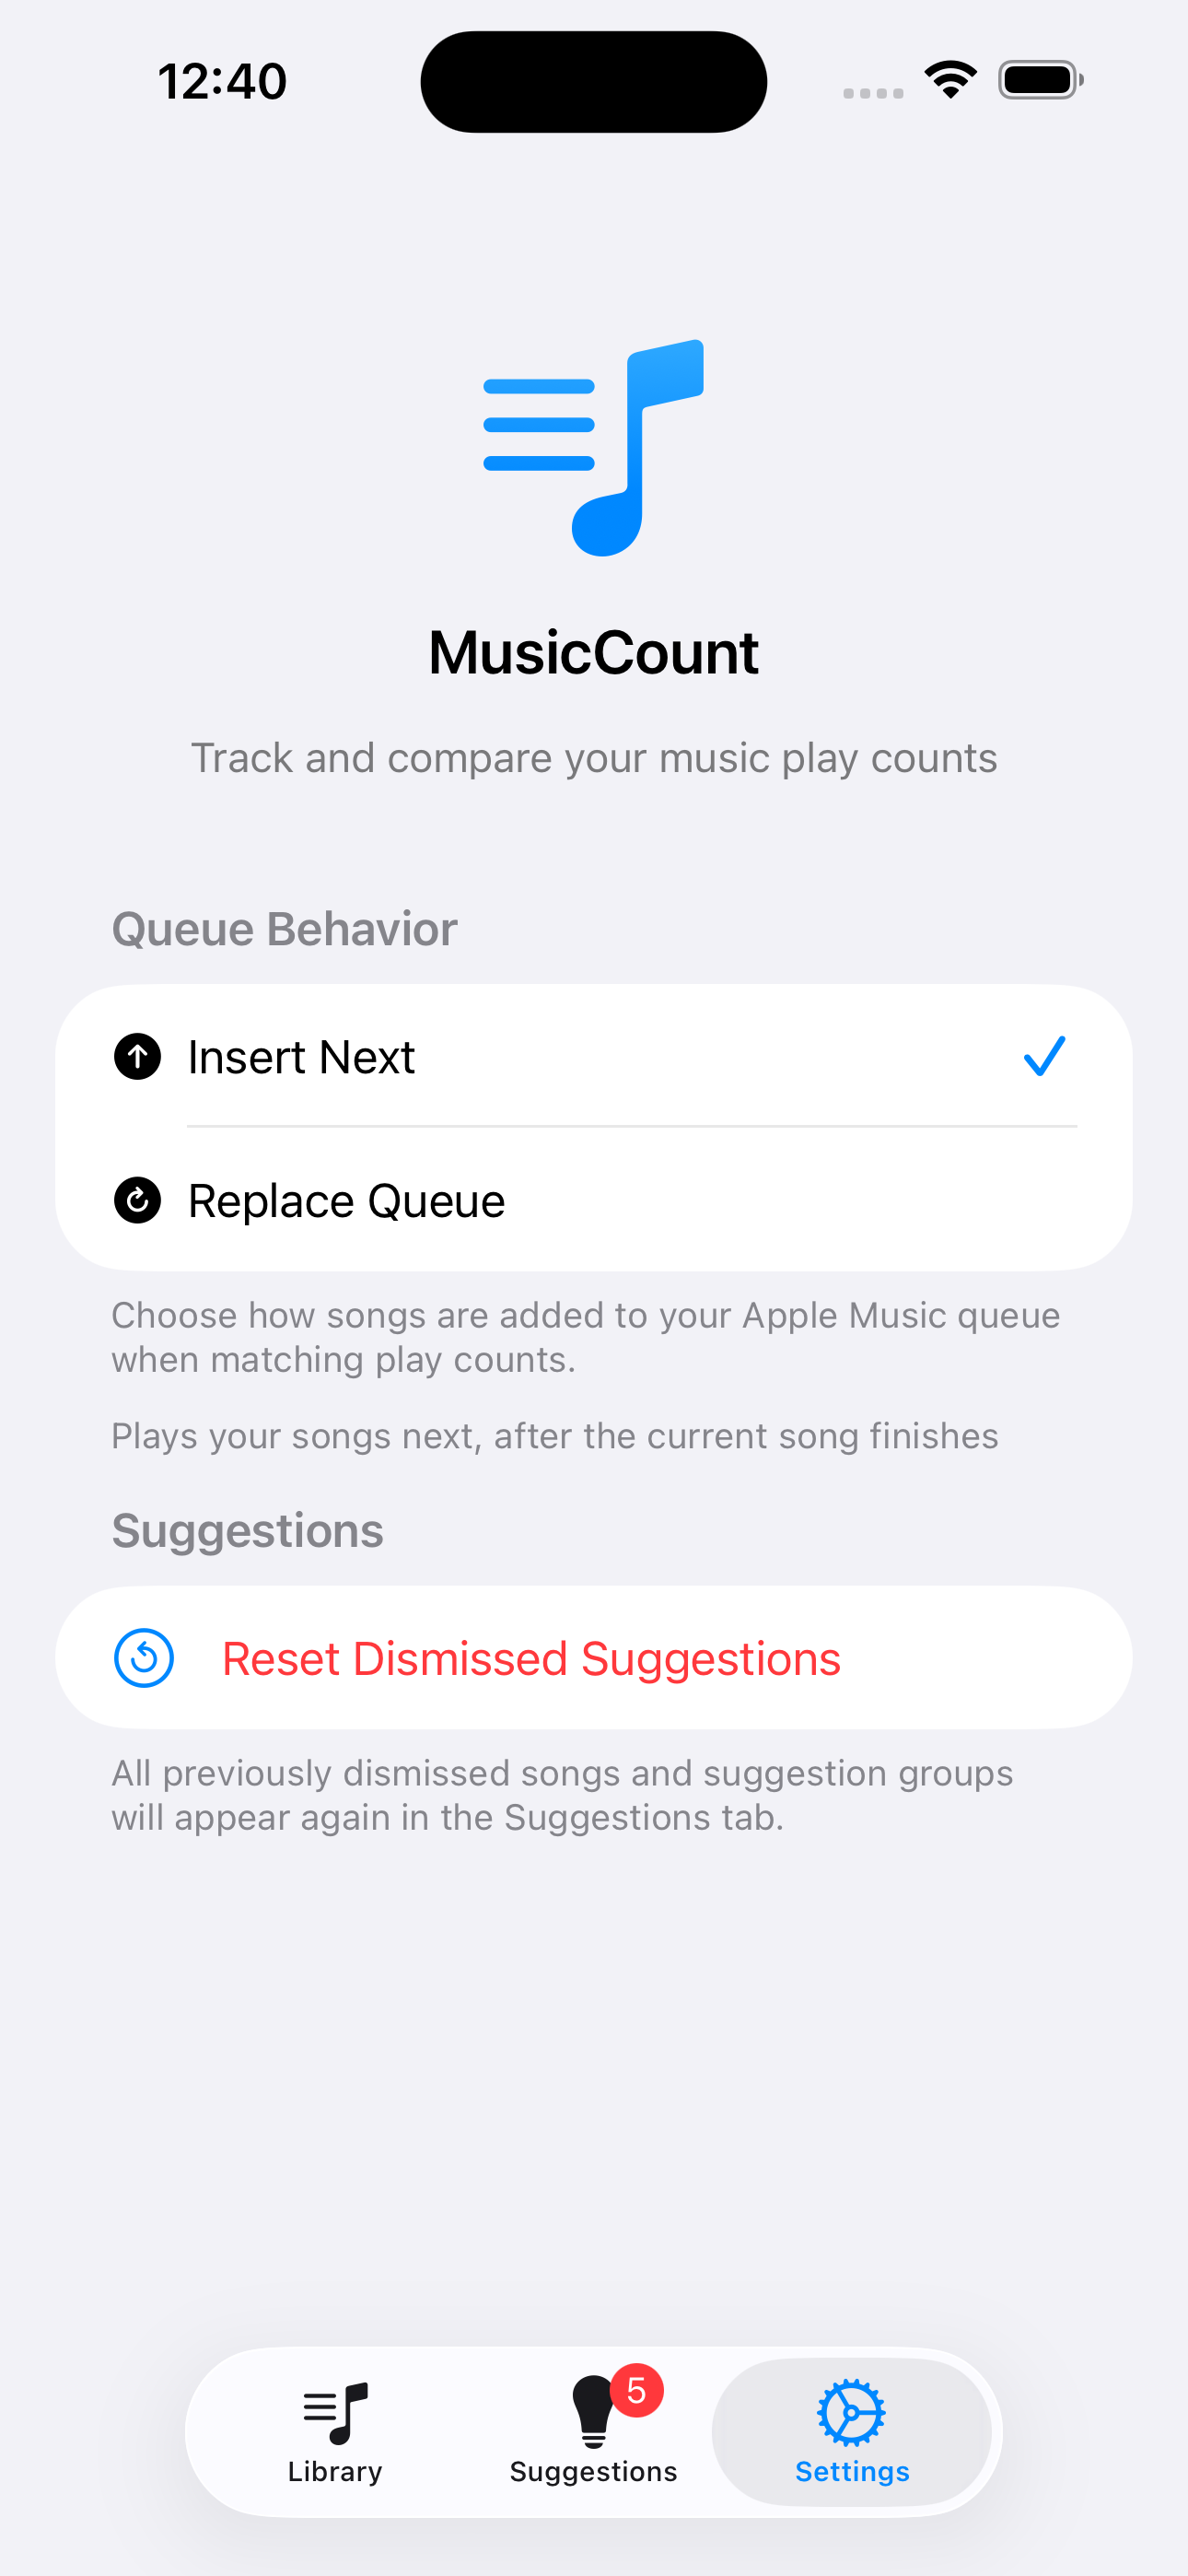 12:40
MusicCount
Track and compare your music play counts
Queue Behavior
Insert Next
Replace Queue
Choose how songs are added to your Apple Music queue
when matching play counts.
Plays your songs next, after the current song finishes
Suggestions
Reset Dismissed Suggestions
All previously dismissed songs and suggestion groups
will appear again in the Suggestions tab.
5
Library
Suggestions
Settings